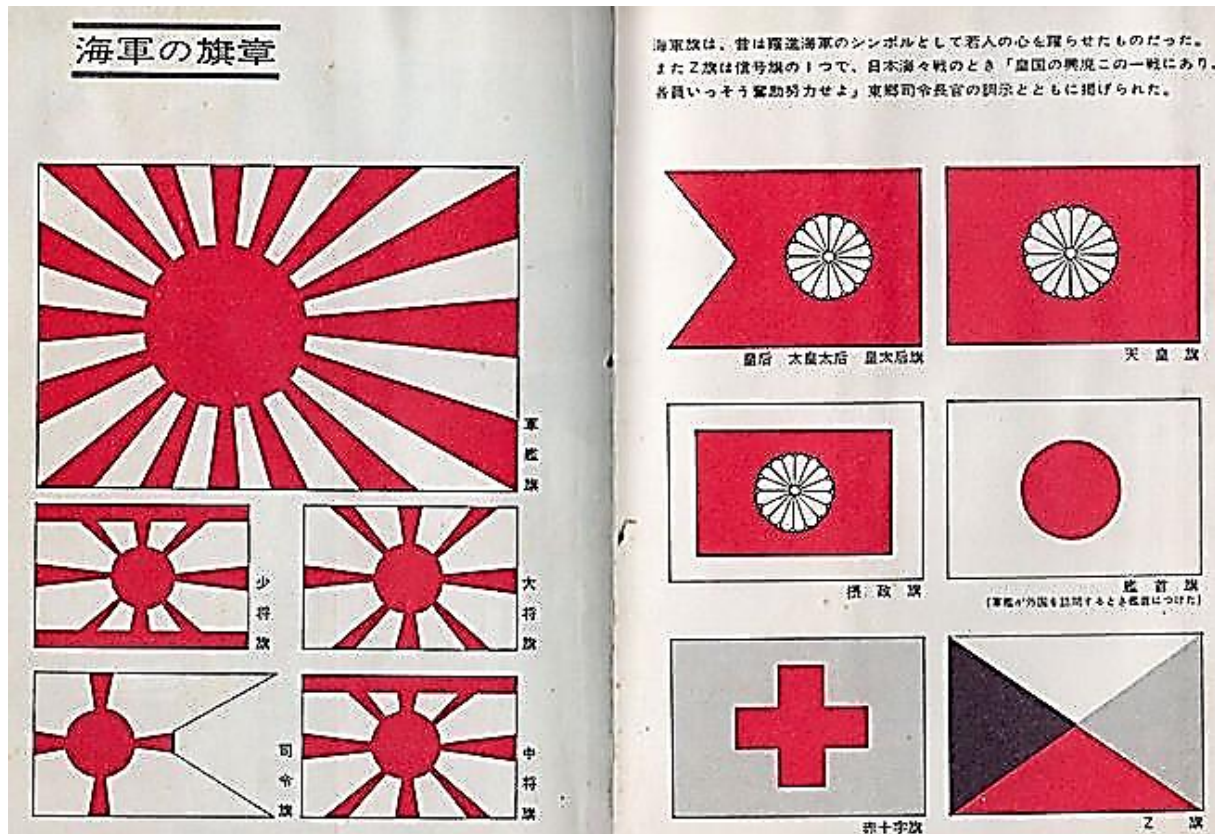 海軍の旗章
軍艦旗
少将旗
大将旗
司令旗
中将旗
海軍旗は、昔は躍進海軍のシンボルとして若人の心を躍らせたものだった。
またZ旗は信号旗の1つで、日本海々戦のとき「皇国の興廃この一戦にあり、
各員いっそう奮励努力せよ」東郷司令長官の訓示とともに掲げられた。
皇后 太皇太后 皇太后旗
天皇旗
摂政旗
艦首旗
(軍艦が外国を訪問するとき艦首につけた)
赤十字旗
Z旗